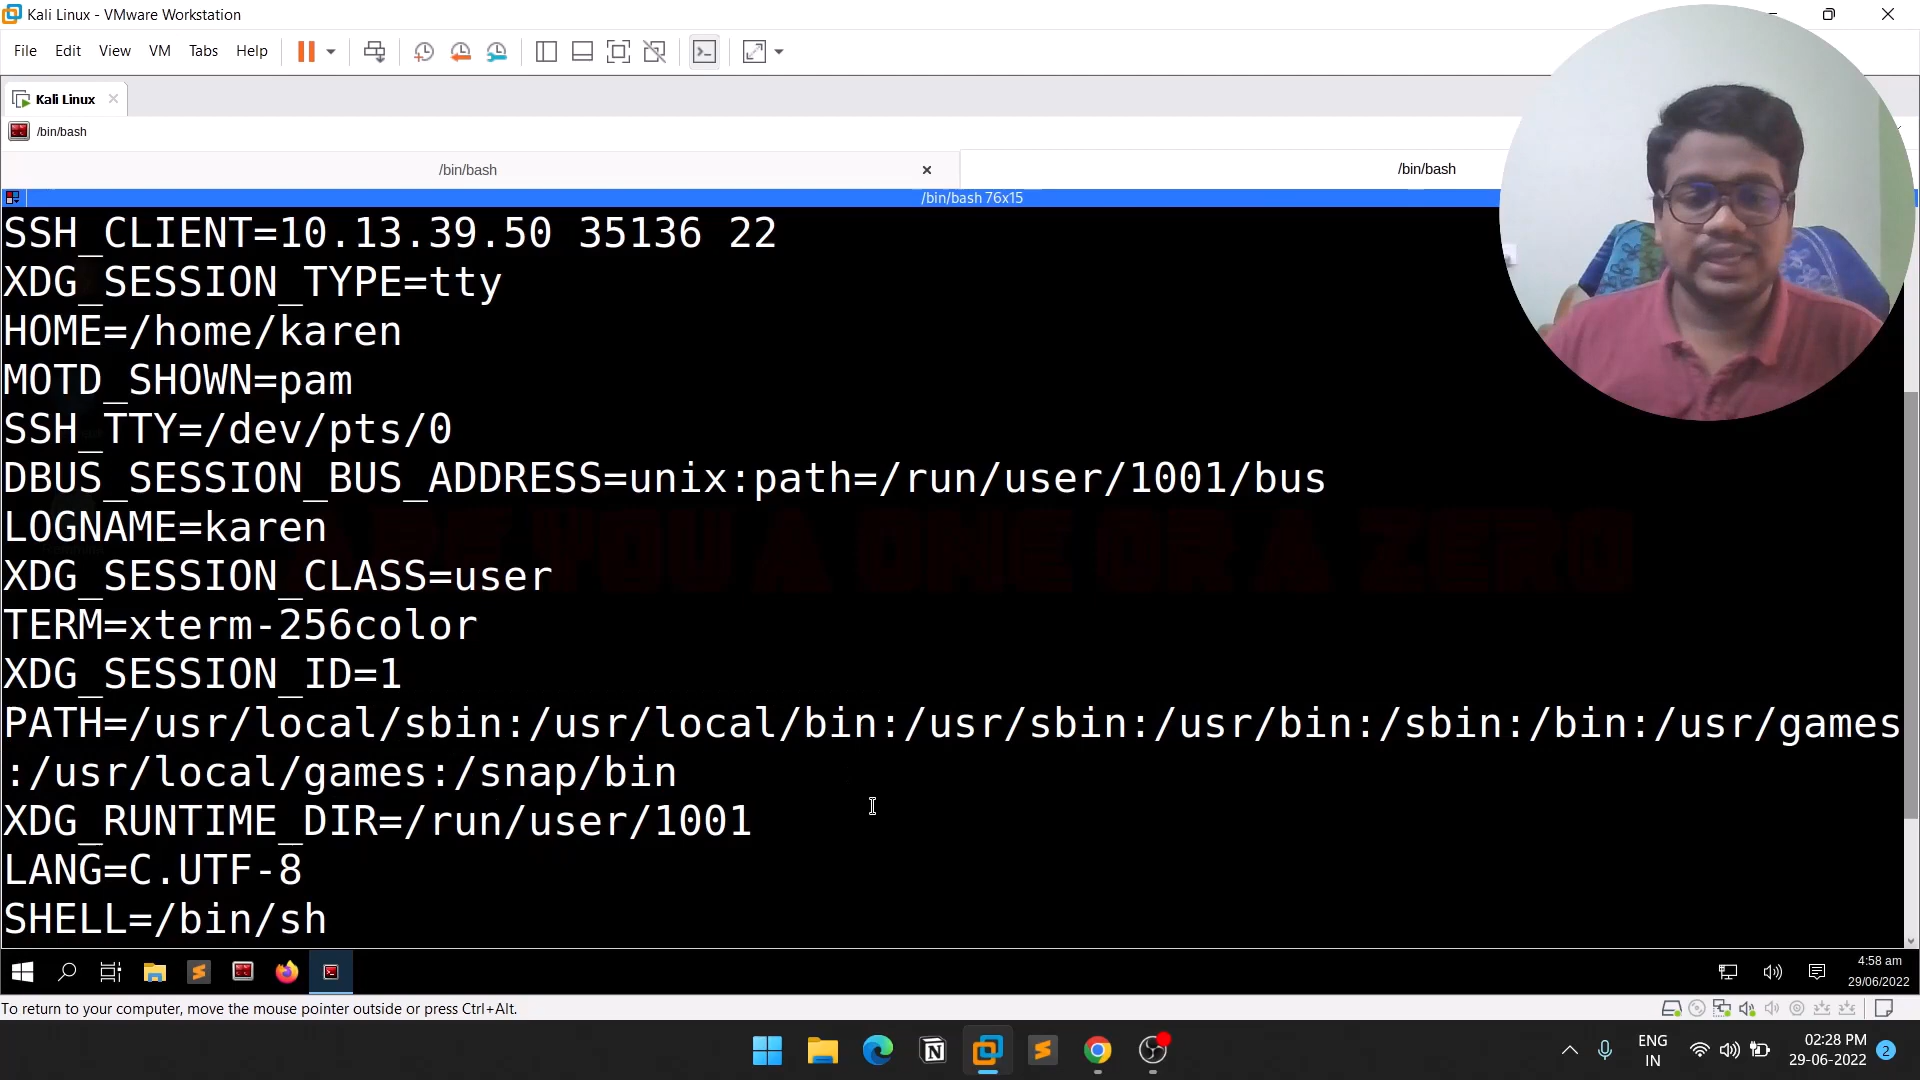 Kali Linux - VMware Workstation
File Edit View VM Tabs Help
Kali Linux
/bin/bash
/bin/bash /bin/bash
/bin/bash 76x15
SSH_CLIENT=10.13.39.50 35136 22
XDG_SESSION_TYPE=tty
HOME=/home/karen
MOTD_SHOWN=pam
SSH_TTY=/dev/pts/0
DBUS_SESSION_BUS_ADDRESS=unix:path=/run/user/1001/bus
LOGNAME=karen
ARE YOU A ONE OR A ZERO
XDG_SESSION_CLASS=user
TERM=xterm-256color
XDG_SESSION_ID=1
PATH=/usr/local/sbin:/usr/local/bin:/usr/sbin:/usr/bin:/sbin:/bin:/usr/games
:/usr/local/games:/snap/bin
XDG_RUNTIME_DIR=/run/user/1001
LANG=C.UTF-8
SHELL=/bin/sh
4:58 am
29/06/2022
To return to your computer, move the mouse pointer outside or press Ctrl+Alt.
ENG
IN
02:28 PM
29-06-2022
2